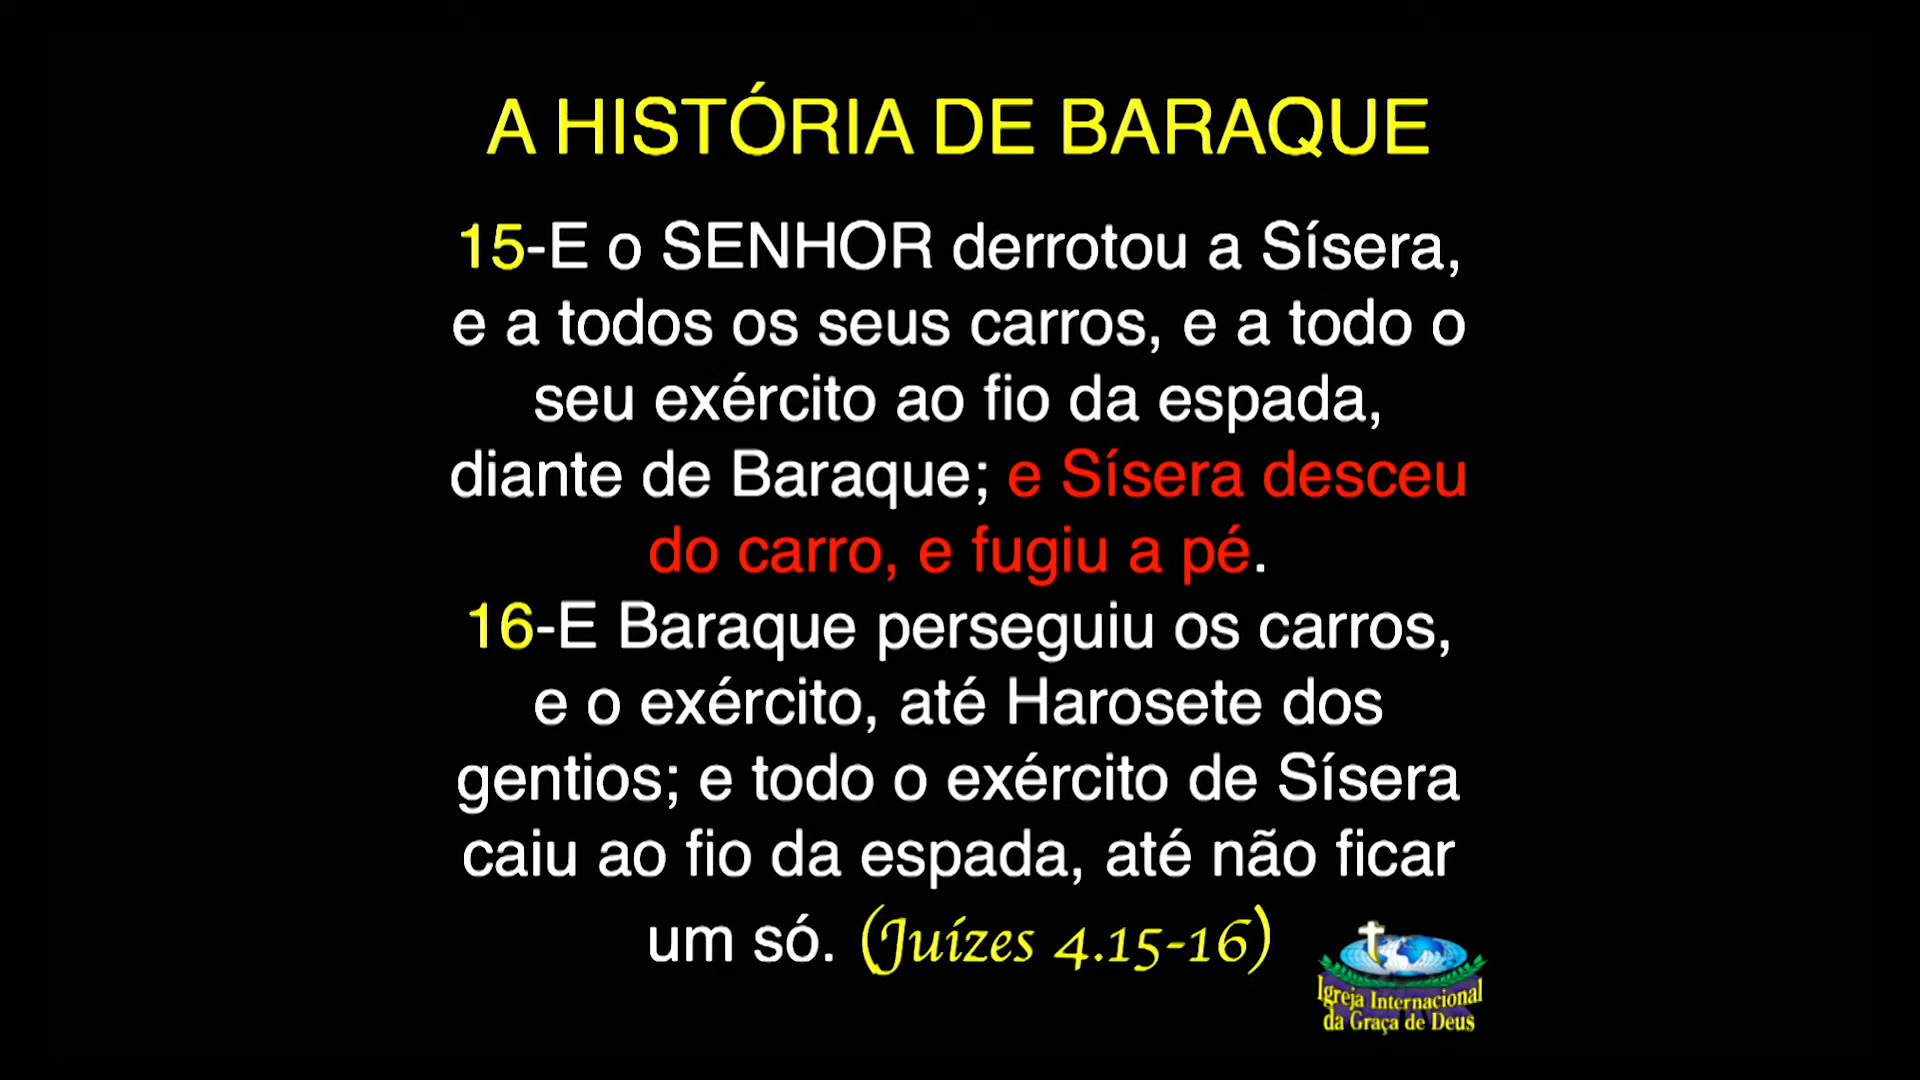 A HISTÓRIA DE BARAQUE
15-E o SENHOR derrotou a Sísera,
e a todos os seus carros, e a todo o
seu exército ao fio da espada,
diante de Baraque; e Sísera desceu
do carro, e fugiu a pé.
16-E Baraque perseguiu os carros,
e o exército, até Harosete dos
gentios; e todo o exército de Sísera
caiu ao fio da espada, até não ficar
um só. (Juízes 4.15-16)
Igreja Internacional
da Graça de Deus